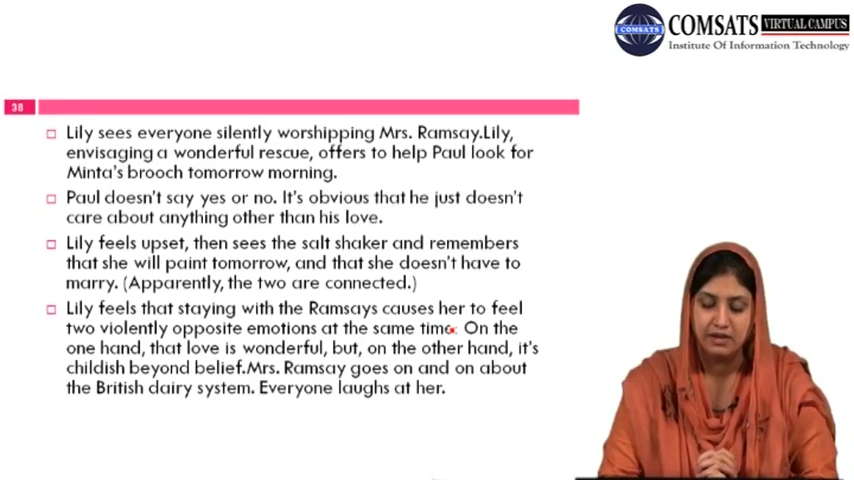 COMSATS
COMSATS VIRTUAL CAMPUS
Institute Of Information Technology
38
Lily sees everyone silently worshipping Mrs. Ramsay.Lily,
envisaging a wonderful rescue, offers to help Paul look for
Minta's brooch tomorrow morning.
Paul doesn't say yes or no. It's obvious that he just doesn't
care about anything other than his love.
Lily feels upset, then sees the salt shaker and remembers
that she will paint tomorrow, and that she doesn't have to
marry. (Apparently, the two are connected.)
Lily feels that staying with the Ramsays causes her to feel
two violently opposite emotions at the same time: On the
one hand, that love is wonderful, but, on the other hand, it's
childish beyond belief.Mrs. Ramsay goes on and on about
the British dairy system. Everyone laughs at her.